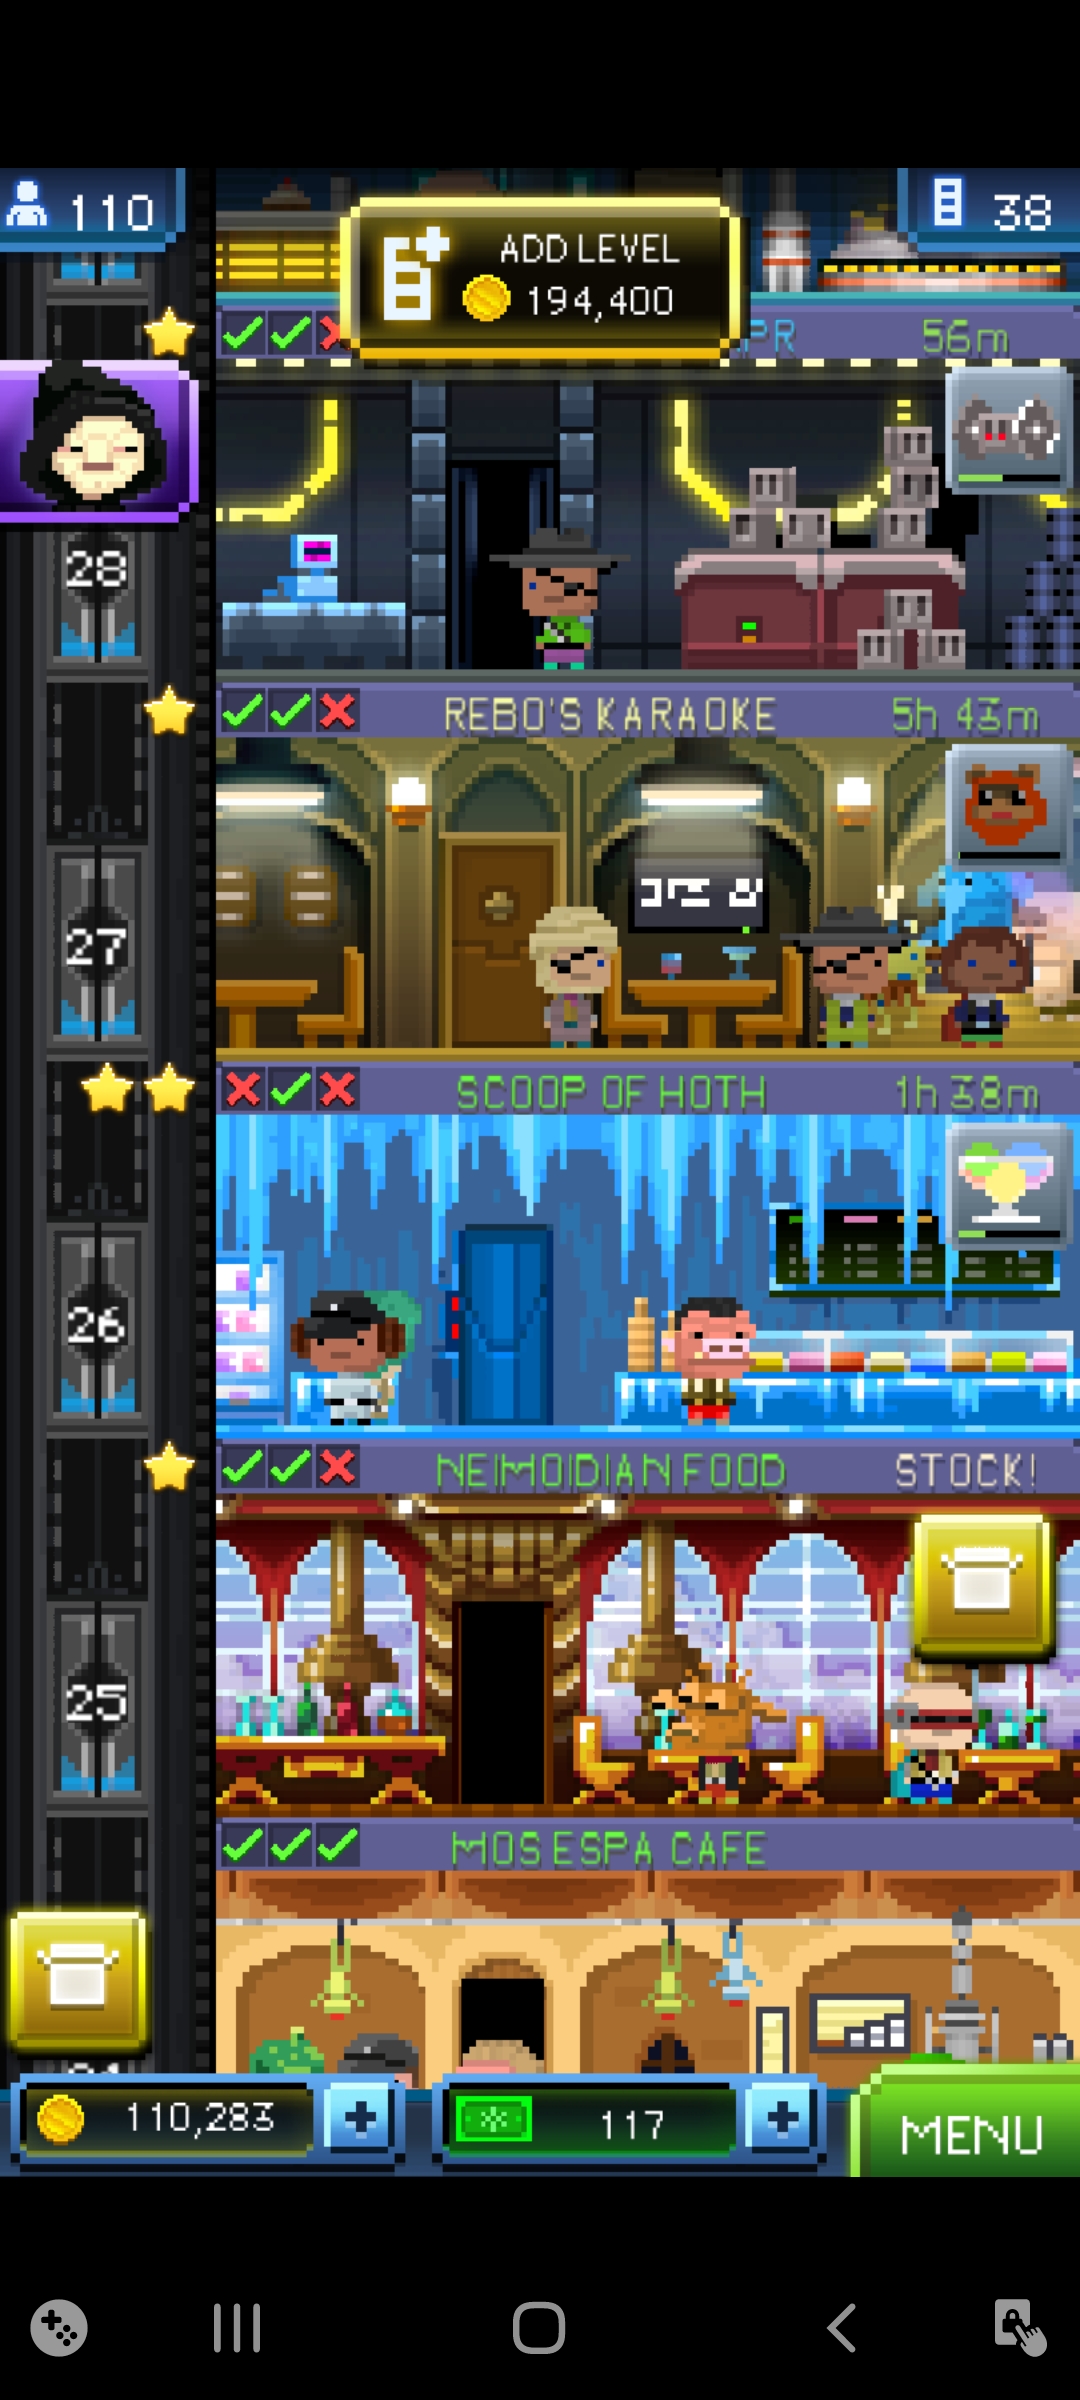 110
ADD LEVEL
194,400
38
PR
56m
28
REBO'S KARAOKE
5h 43m
27
SCOOP OF HOTH
1h 38m
26
NEIMOIDIAN FOOD
STOCK!
25
MOS ESPA CAFE
110,283
117
MENU